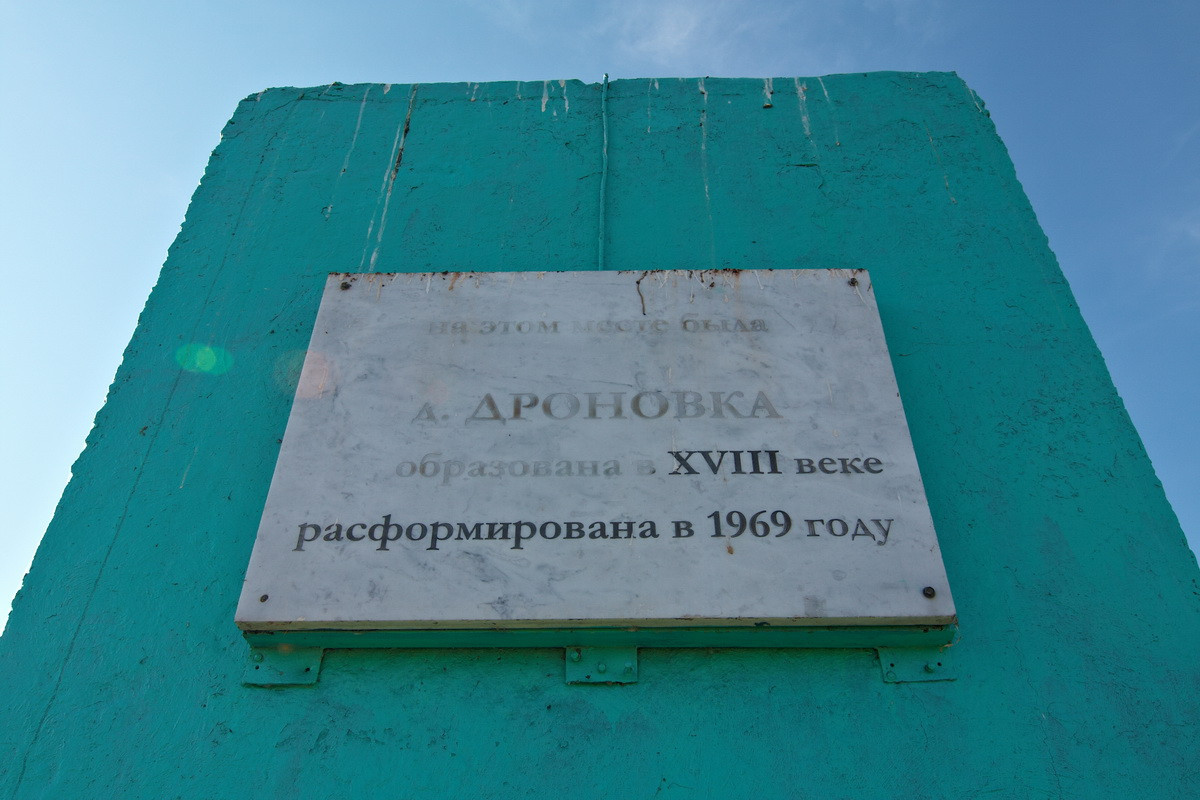 на этом месте была
д. ДРОНОВКА
образована в XVIII веке
расформирована в 1969 году